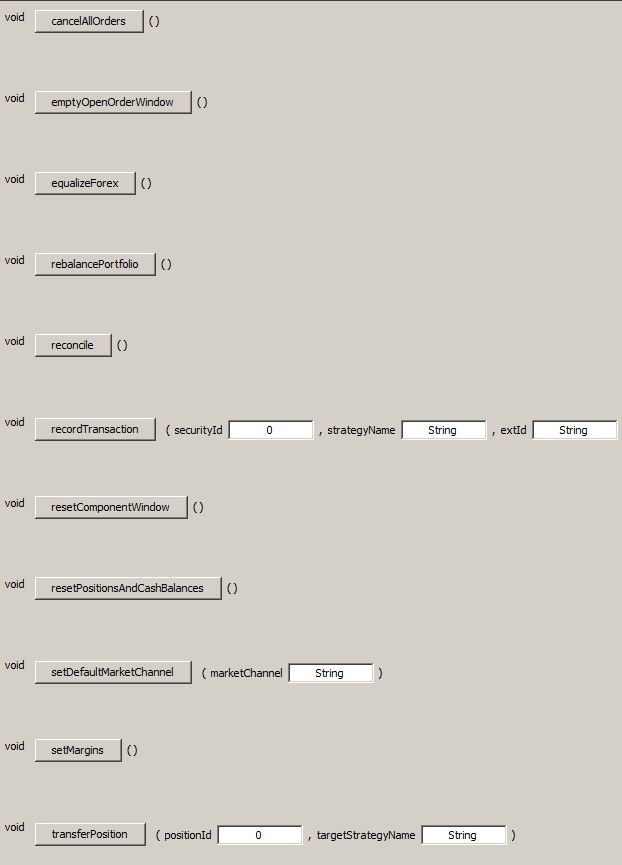 void cancelAllOrders ()
void emptyOpenOrderWindow ()
void equalizeForex ()
void rebalancePortfolio ()
void reconcile ()
void recordTransaction ( securityId 0 , strategyName String , extId String
void resetComponentWindow ()
void resetPositionsAndCashBalances ()
void setDefaultMarketChannel ( marketChannel String )
void setMargins ()
void transferPosition ( positionId 0 , targetStrategyName String )